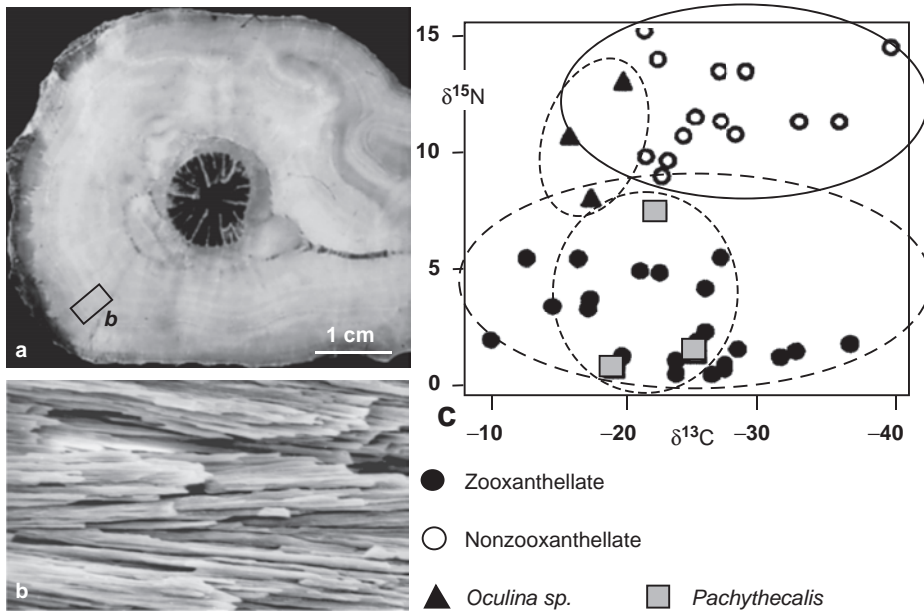 b
1 cm
a
b
15
δ¹⁵N
10
5
0
c
–10
–20
δ¹³C
–30
–40
Zooxanthellate
Nonzooxanthellate
Oculina sp.
Pachythecalis